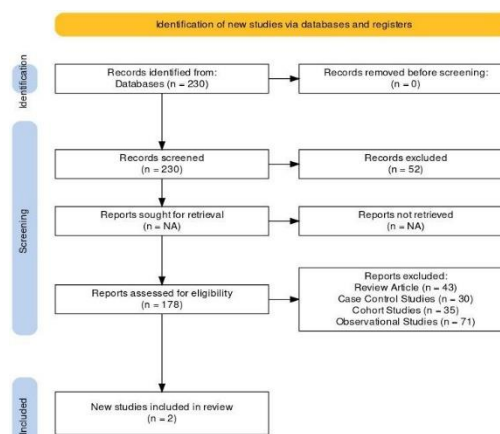 Identification of new studies via databases and registers
Identification
Records identified from:
Databases (n = 230)
Records removed before screening:
(n = 0)
Screening
Records screened
(n = 230)
Records excluded
(n = 52)
Reports sought for retrieval
(n = NA)
Reports not retrieved
(n = NA)
Reports assessed for eligibility
(n = 178)
Reports excluded:
Review Article (n = 43)
Case Control Studies (n = 30)
Cohort Studies (n = 35)
Observational Studies (n = 71)
Included
New studies included in review
(n = 2)